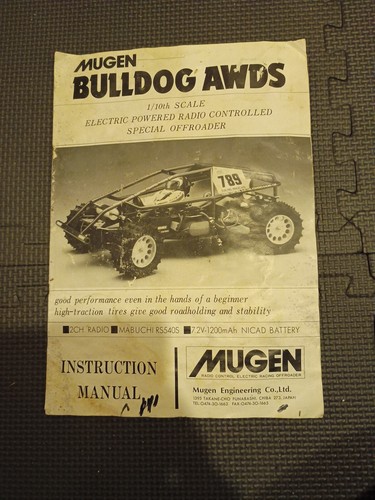 MUGEN
BULLDOG AWDS
1/10th SCALE
ELECTRIC POWERED RADIO CONTROLLED
SPECIAL OFFROADER
789
good performance even in the hands of a beginner
high-traction tires give good roadholding and stability
■2CH. RADIO ■MABUCHI RS540S ■7.2V-1200mAh NICAD BATTERY
INSTRUCTION
MANUAL
MUGEN
RADIO CONTROL ELECTRIC RACING OFFROADER
Mugen Engineering Co.,Ltd.